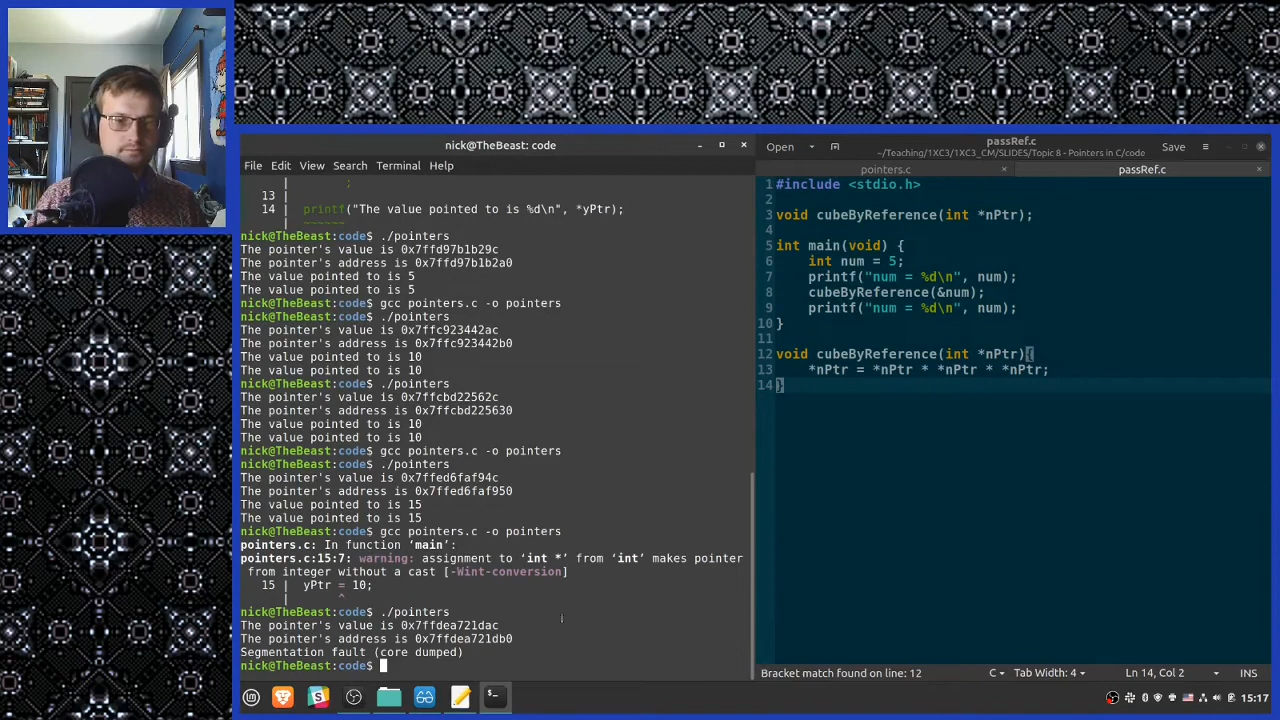 nick@TheBeast: code
File Edit View Search Terminal Help
| ;
13
14 | printf("The value pointed to is %d\n", *yPtr);
| ~~~~~~
nick@TheBeast:code$ ./pointers
The pointer's value is 0x7ffd97b1b29c
The pointer's address is 0x7ffd97b1b2a0
The value pointed to is 5
The value pointed to is 5
nick@TheBeast:code$ gcc pointers.c -o pointers
nick@TheBeast:code$ ./pointers
The pointer's value is 0x7ffc923442ac
The pointer's address is 0x7ffc923442b0
The value pointed to is 10
The value pointed to is 10
nick@TheBeast:code$ ./pointers
The pointer's value is 0x7ffcbd22562c
The pointer's address is 0x7ffcbd225630
The value pointed to is 10
The value pointed to is 10
nick@TheBeast:code$ gcc pointers.c -o pointers
nick@TheBeast:code$ ./pointers
The pointer's value is 0x7ffed6faf94c
The pointer's address is 0x7ffed6faf950
The value pointed to is 15
The value pointed to is 15
nick@TheBeast:code$ gcc pointers.c -o pointers
pointers.c: In function ‘main’:
pointers.c:15:7: warning: assignment to ‘int *’ from ‘int’ makes pointer
from integer without a cast [-Wint-conversion]
15 | yPtr = 10;
| ^
nick@TheBeast:code$ ./pointers
The pointer's value is 0x7ffdea721dac
The pointer's address is 0x7ffdea721db0
Segmentation fault (core dumped)
nick@TheBeast:code$
Open
passRef.c
~/Teaching/1XC3/1XC3_CM/SLIDES/Topic 8 - Pointers in C/code
Save
pointers.c
passRef.c
1 #include <stdio.h>
2
3 void cubeByReference(int *nPtr);
4
5 int main(void) {
6 int num = 5;
7 printf("num = %d\n", num);
8 cubeByReference(&num);
9 printf("num = %d\n", num);
10 }
11
12 void cubeByReference(int *nPtr){
13 *nPtr = *nPtr * *nPtr * *nPtr;
14 }
Bracket match found on line: 12
C
Tab Width: 4
Ln 14, Col 2
INS
15:17